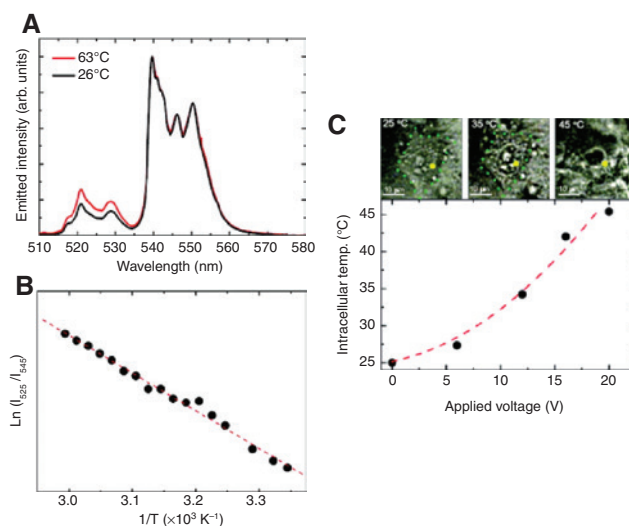 A
Emitted intensity (arb. units)
63°C
26°C
510 520 530 540 550 560 570 580
Wavelength (nm)
B
Ln (I525 /I545)
3.0 3.1 3.2 3.3
1/T (×10³ K⁻¹)
C
25 °C 35 °C 45 °C
Intracellular temp. (°C)
45
40
35
30
25
0 5 10 15 20
Applied voltage (V)